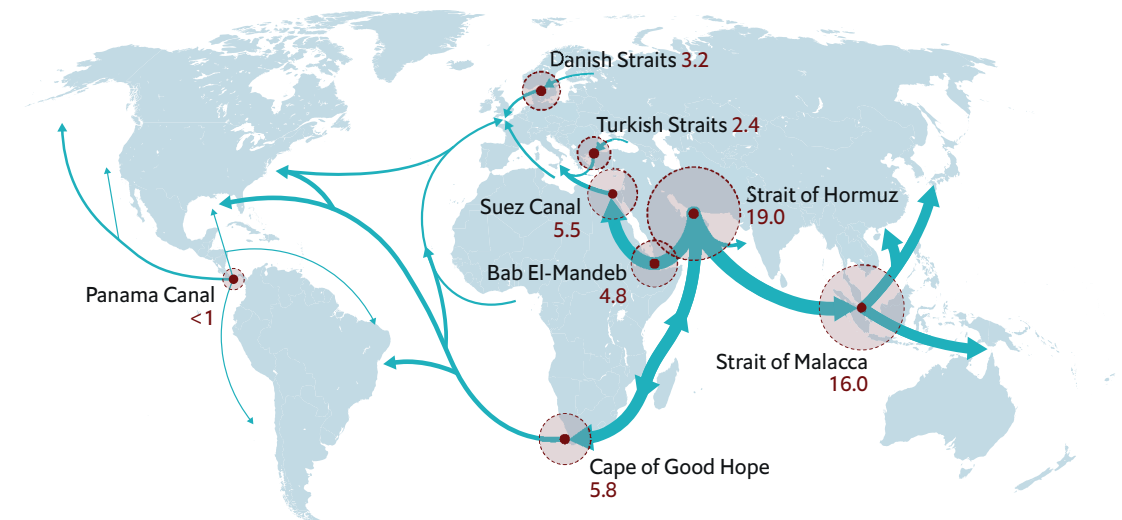 Danish Straits 3.2
Turkish Straits 2.4
Strait of Hormuz
19.0
Suez Canal
5.5
Bab El-Mandeb
4.8
Panama Canal
<1
Strait of Malacca
16.0
Cape of Good Hope
5.8